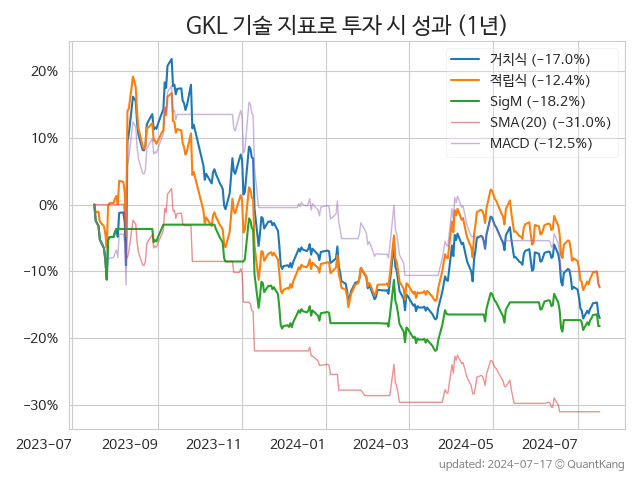 GKL 기술 지표로 투자 시 성과 (1년)
거치식 (−17.0%)
적립식 (−12.4%)
SigM (−18.2%)
SMA(20) (−31.0%)
MACD (−12.5%)
20%
10%
0%
−10%
−20%
−30%
2023-07 2023-09 2023-11 2024-01 2024-03 2024-05 2024-07
updated: 2024-07-17 © QuantKang